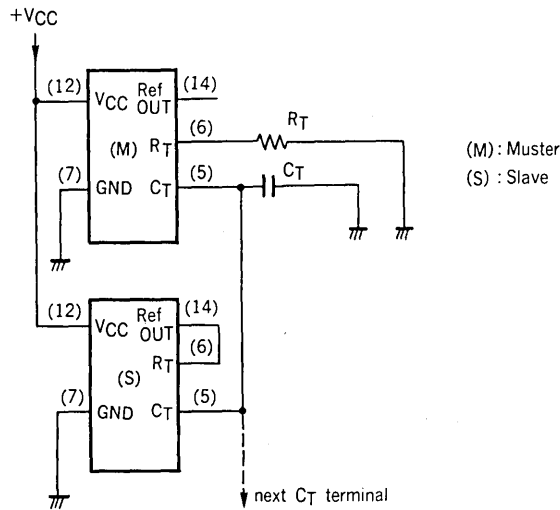 +VCC
(12)
VCC
Ref
OUT
(14)
(M)
RT
(6)
RT
(7)
GND
CT
(5)
CT
(M) : Muster
(S) : Slave
(12)
VCC
Ref
OUT
(14)
RT
(6)
(S)
(7)
GND
CT
(5)
next CT terminal